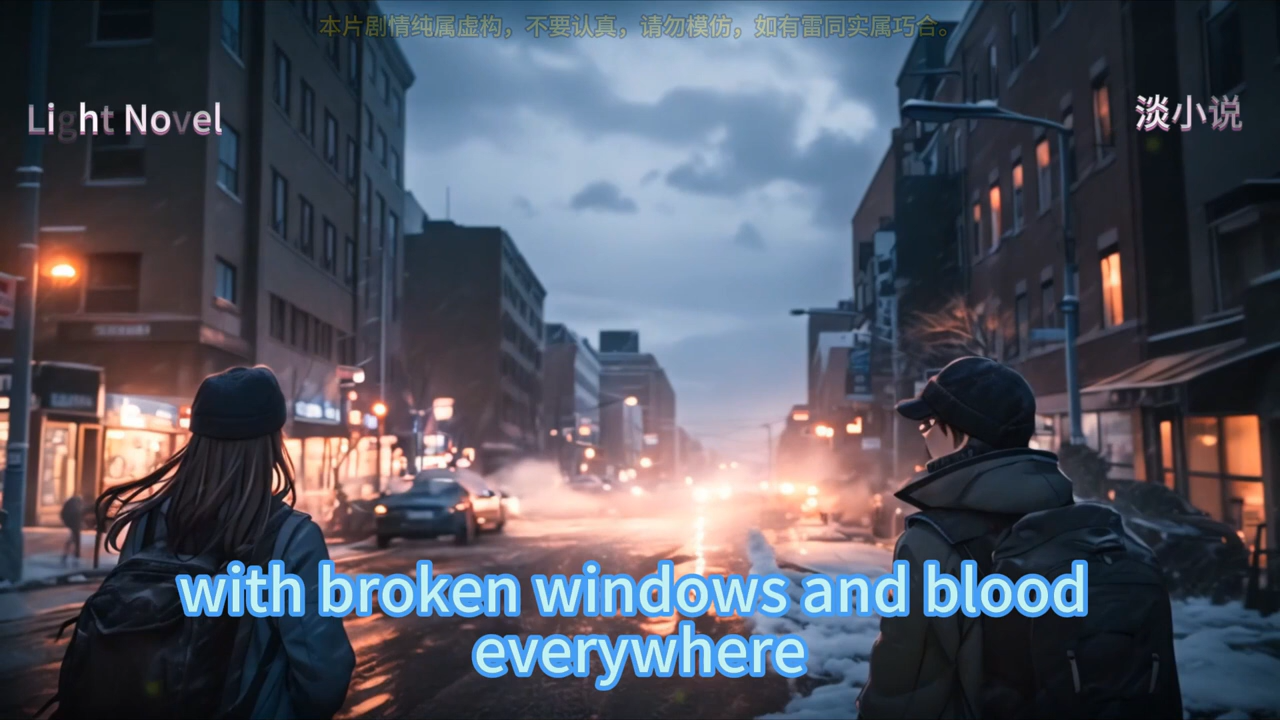 本片剧情纯属虚构，不要认真，请勿模仿，如有雷同实属巧合。
Light Novel
淡小说
with broken windows and blood
everywhere